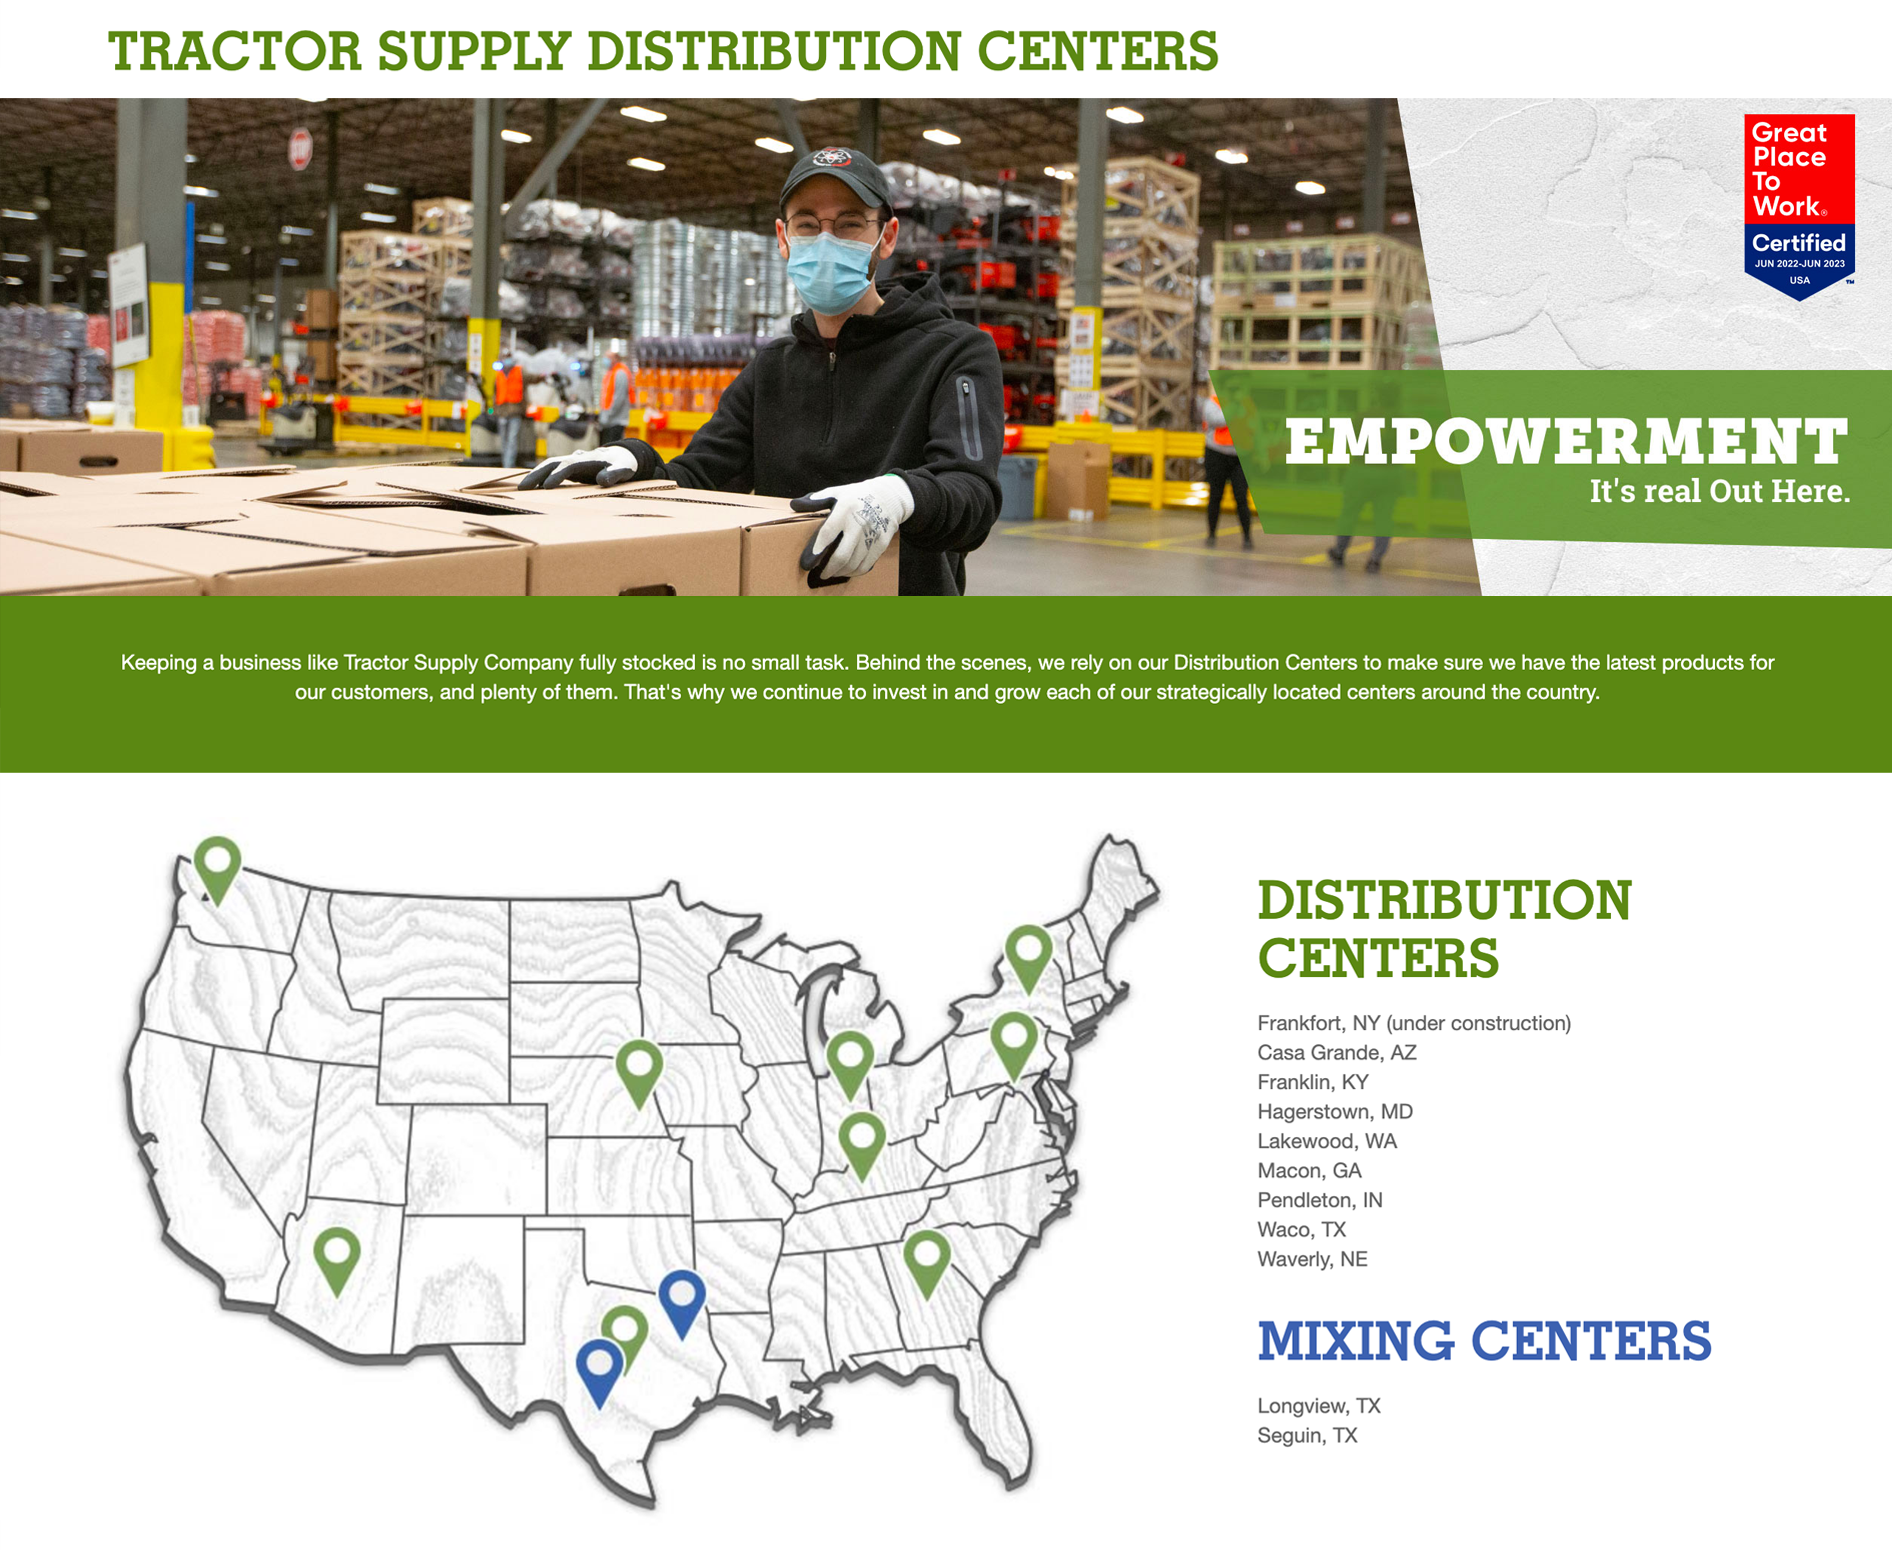 TRACTOR SUPPLY DISTRIBUTION CENTERS
Great
Place
To
Work®
Certified
JUN 2022-JUN 2023
USA
™
EMPOWERMENT
It's real Out Here.
Keeping a business like Tractor Supply Company fully stocked is no small task. Behind the scenes, we rely on our Distribution Centers to make sure we have the latest products for
our customers, and plenty of them. That's why we continue to invest in and grow each of our strategically located centers around the country.
DISTRIBUTION
CENTERS
Frankfort, NY (under construction)
Casa Grande, AZ
Franklin, KY
Hagerstown, MD
Lakewood, WA
Macon, GA
Pendleton, IN
Waco, TX
Waverly, NE
MIXING CENTERS
Longview, TX
Seguin, TX